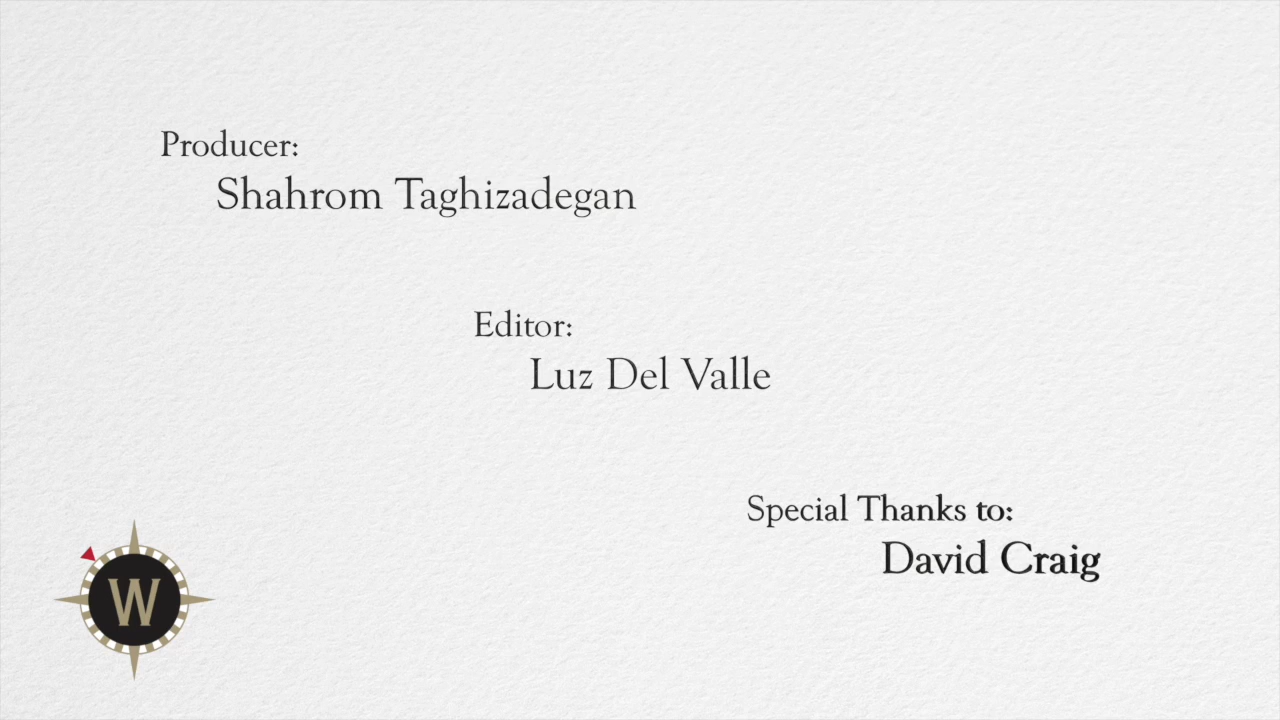 Producer:
Shahrom Taghizadegan
Editor:
Luz Del Valle
Special Thanks to:
David Craig
W